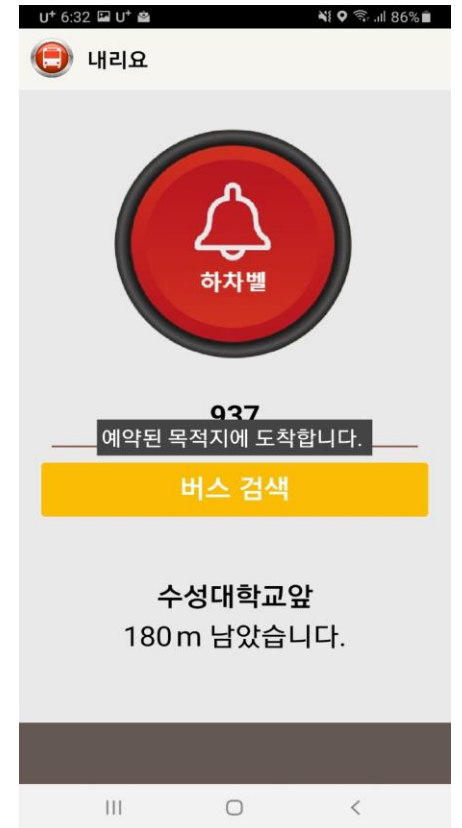 U+ 6:32 U+ 86%
내리요
하차벨
937
예약된 목적지에 도착합니다.
버스 검색
수성대학교앞
180 m 남았습니다.